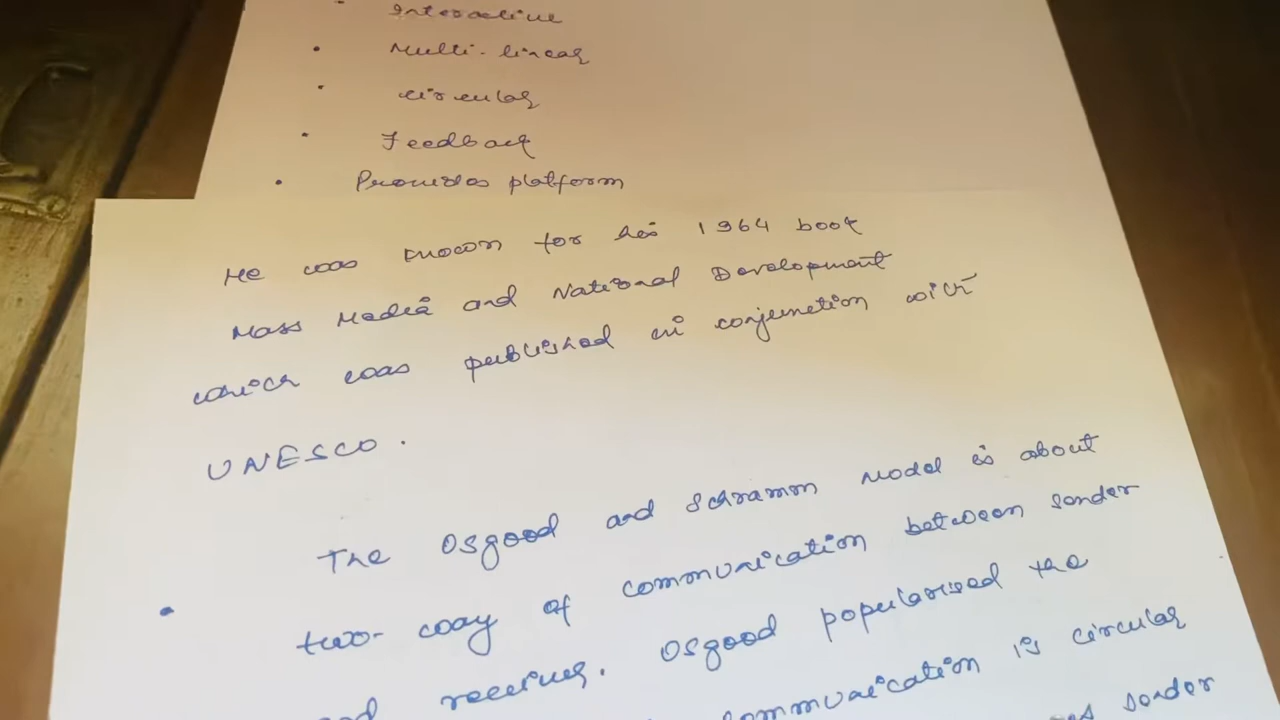 • Interactive
• Multi-linear
• circular
• Feedback
• Provides platform
He was known for his 1964 book
Mass Media and National Development
which was published in conjunction with
UNESCO.
• The Osgood and Schramm Model is about
two-way of communication between sender
and receiver. Osgood popularised the
communication is circular
sender